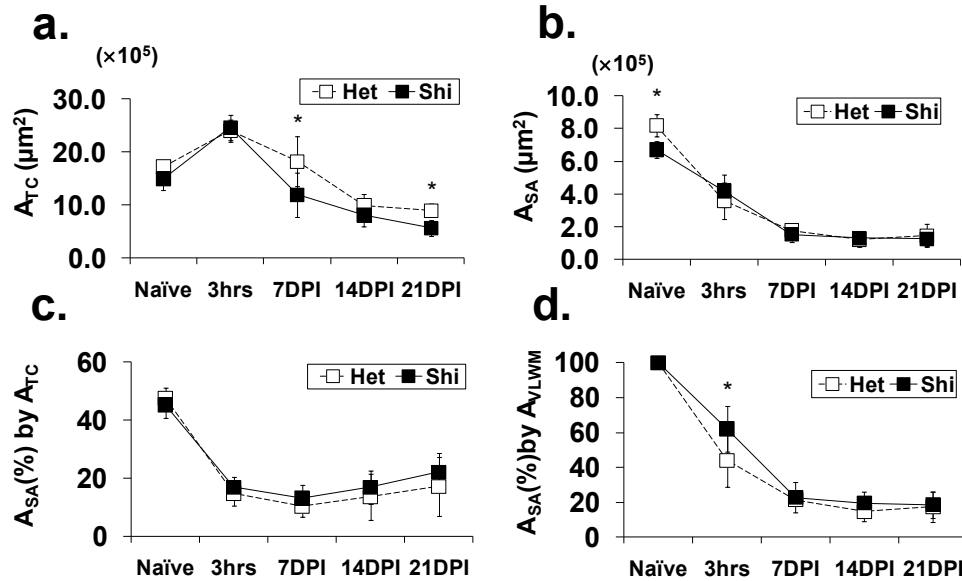 a.
(×10⁵)
Het Shi
A_TC (µm²)
30.0
20.0
10.0
0.0
*
*
Naïve 3hrs 7DPI 14DPI 21DPI
b.
(×10⁵)
Het Shi
A_SA (µm²)
10.0
8.0
6.0
4.0
2.0
0.0
*
Naïve 3hrs 7DPI 14DPI 21DPI
c.
Het Shi
A_SA(%) by A_TC
60
40
20
0
Naïve 3hrs 7DPI 14DPI 21DPI
d.
Het Shi
A_SA(%)by A_VLWM
100
80
60
40
20
0
*
Naïve 3hrs 7DPI 14DPI 21DPI